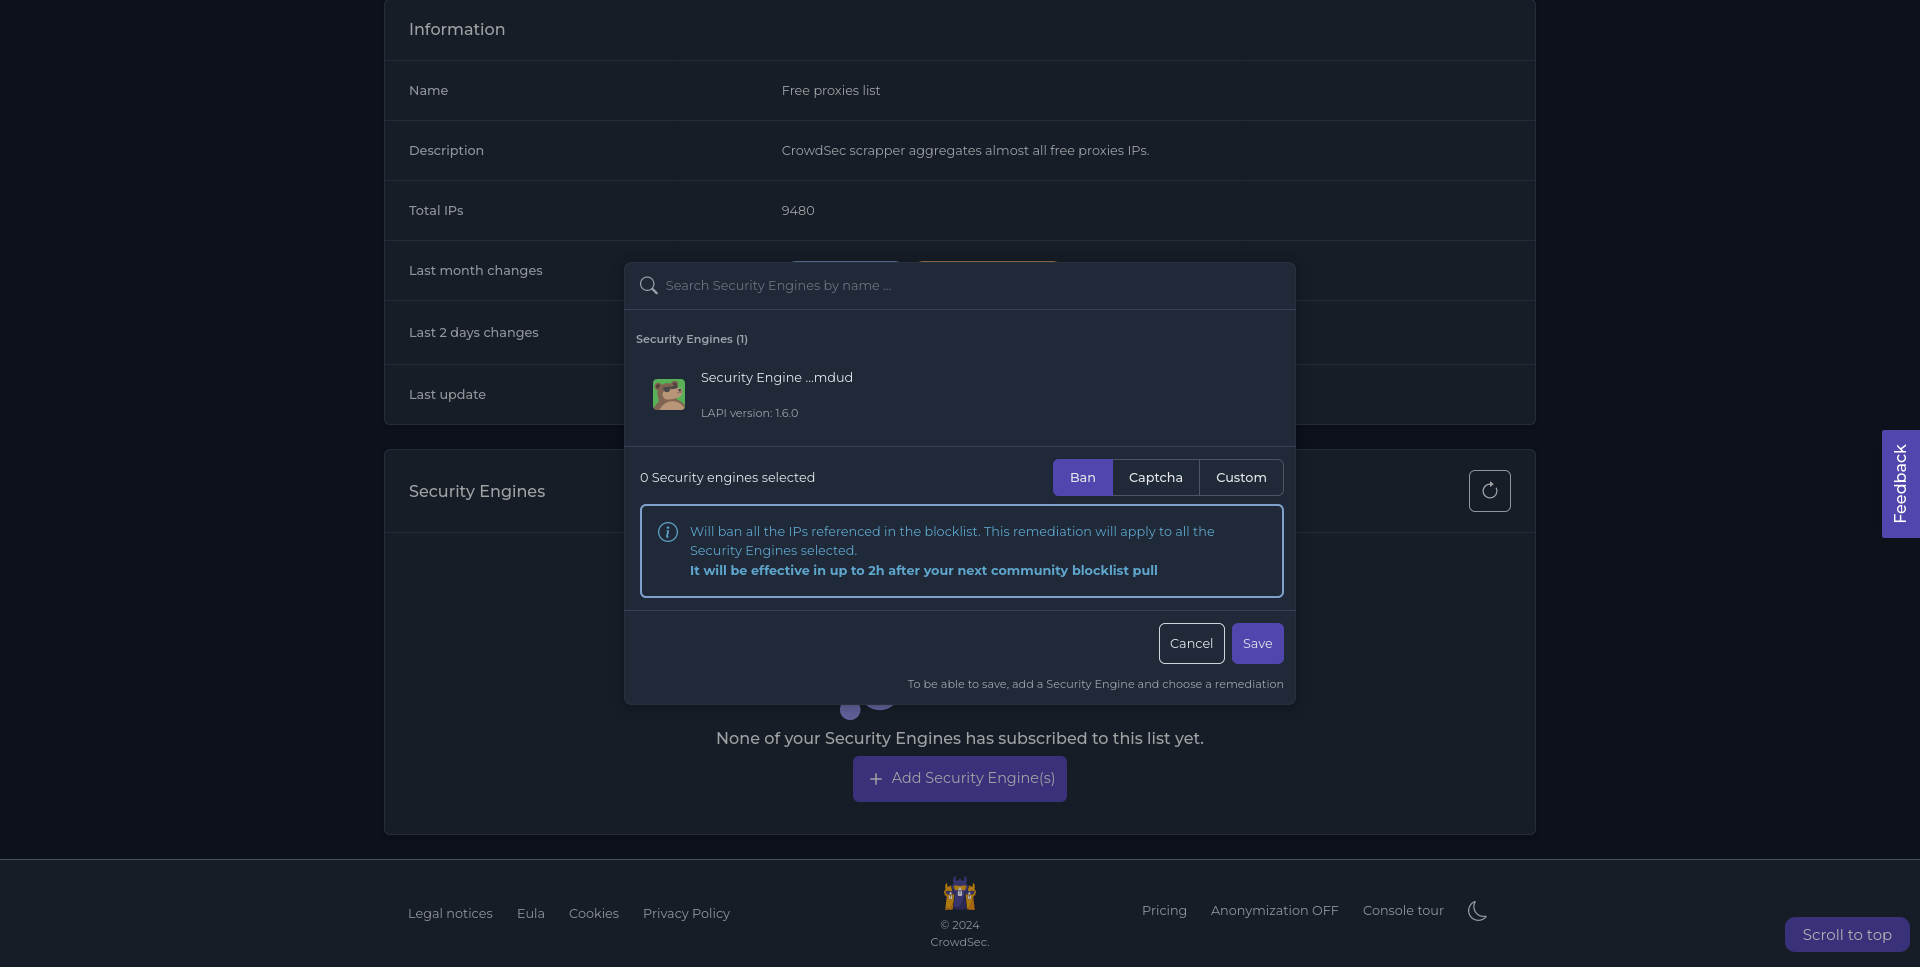 Information
Name
Free proxies list
Description
CrowdSec scrapper aggregates almost all free proxies IPs.
Total IPs
9480
Last month changes
Last 2 days changes
Last update
Search Security Engines by name ...
Security Engines (1)
Security Engine ...mdud
LAPI version: 1.6.0
0 Security engines selected
Ban
Captcha
Custom
Will ban all the IPs referenced in the blocklist. This remediation will apply to all the
Security Engines selected.
It will be effective in up to 2h after your next community blocklist pull
Cancel
Save
To be able to save, add a Security Engine and choose a remediation
Security Engines
None of your Security Engines has subscribed to this list yet.
+ Add Security Engine(s)
Feedback
Legal notices
Eula
Cookies
Privacy Policy
© 2024
CrowdSec.
Pricing
Anonymization OFF
Console tour
Scroll to top